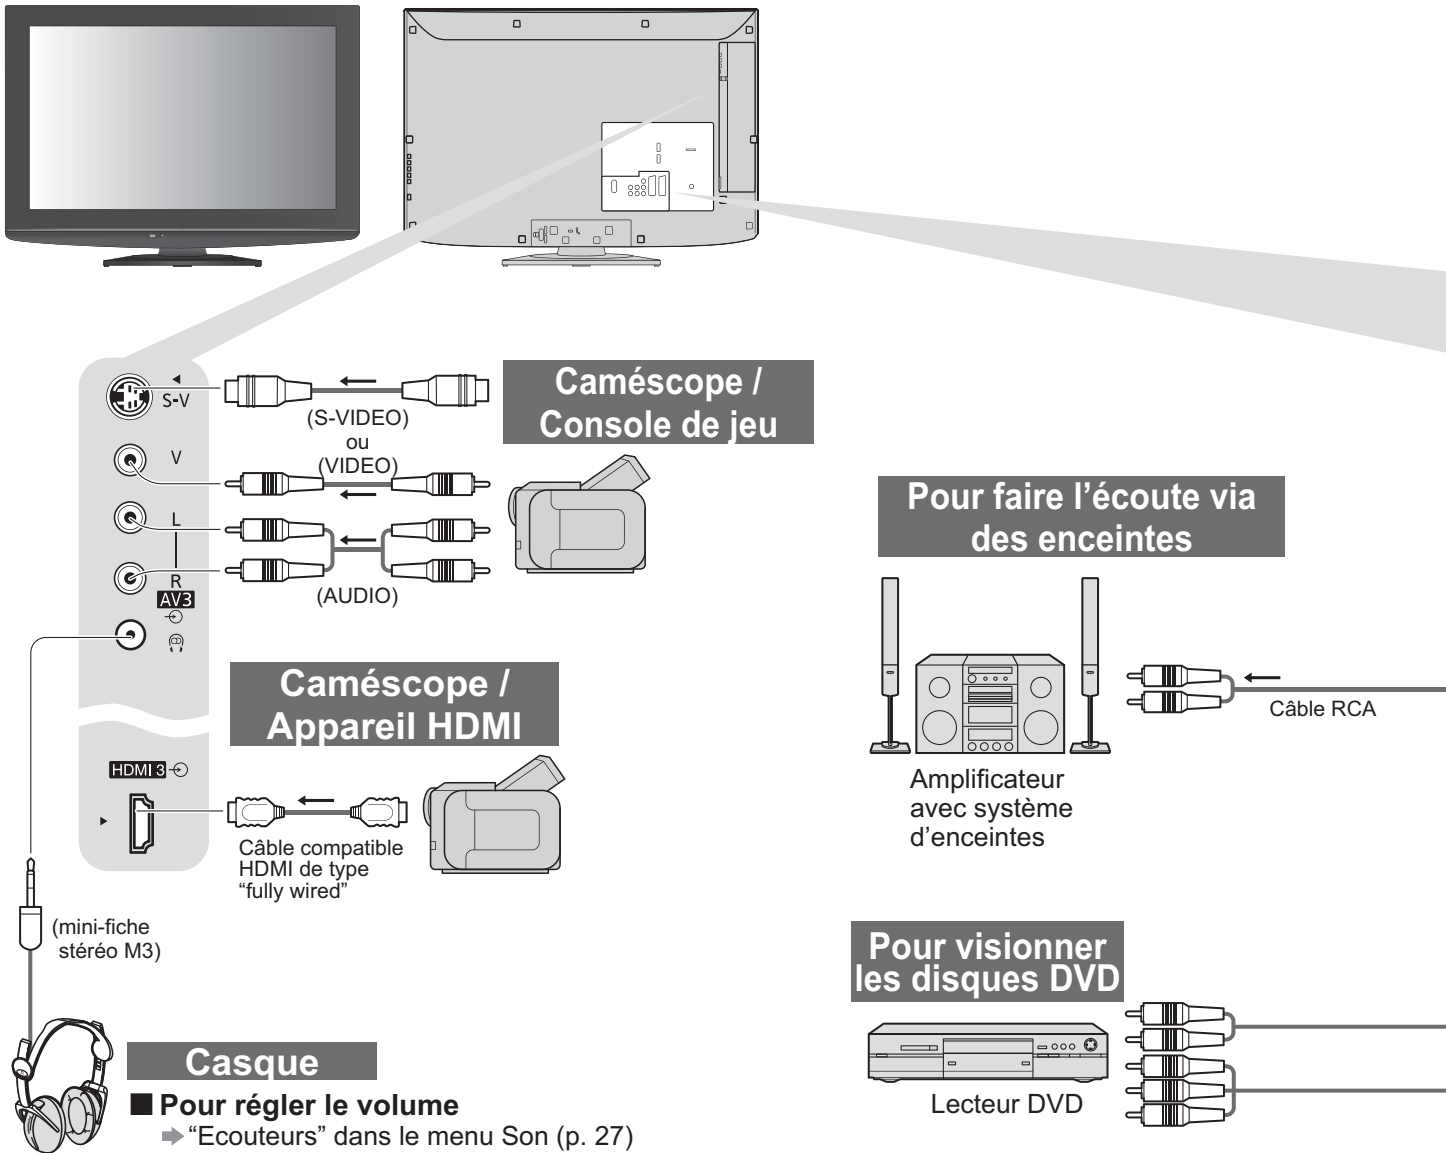 S-V
V
L
R
AV3
(S-VIDEO)
ou
(VIDEO)
(AUDIO)
Caméscope /
Console de jeu
Caméscope /
Appareil HDMI
HDMI 3
Câble compatible
HDMI de type
“fully wired”
(mini-fiche
stéréo M3)
Casque
■ Pour régler le volume
“Ecouteurs” dans le menu Son (p. 27)
Pour faire l’écoute via
des enceintes
Câble RCA
Amplificateur
avec système
d’enceintes
Pour visionner
les disques DVD
Lecteur DVD